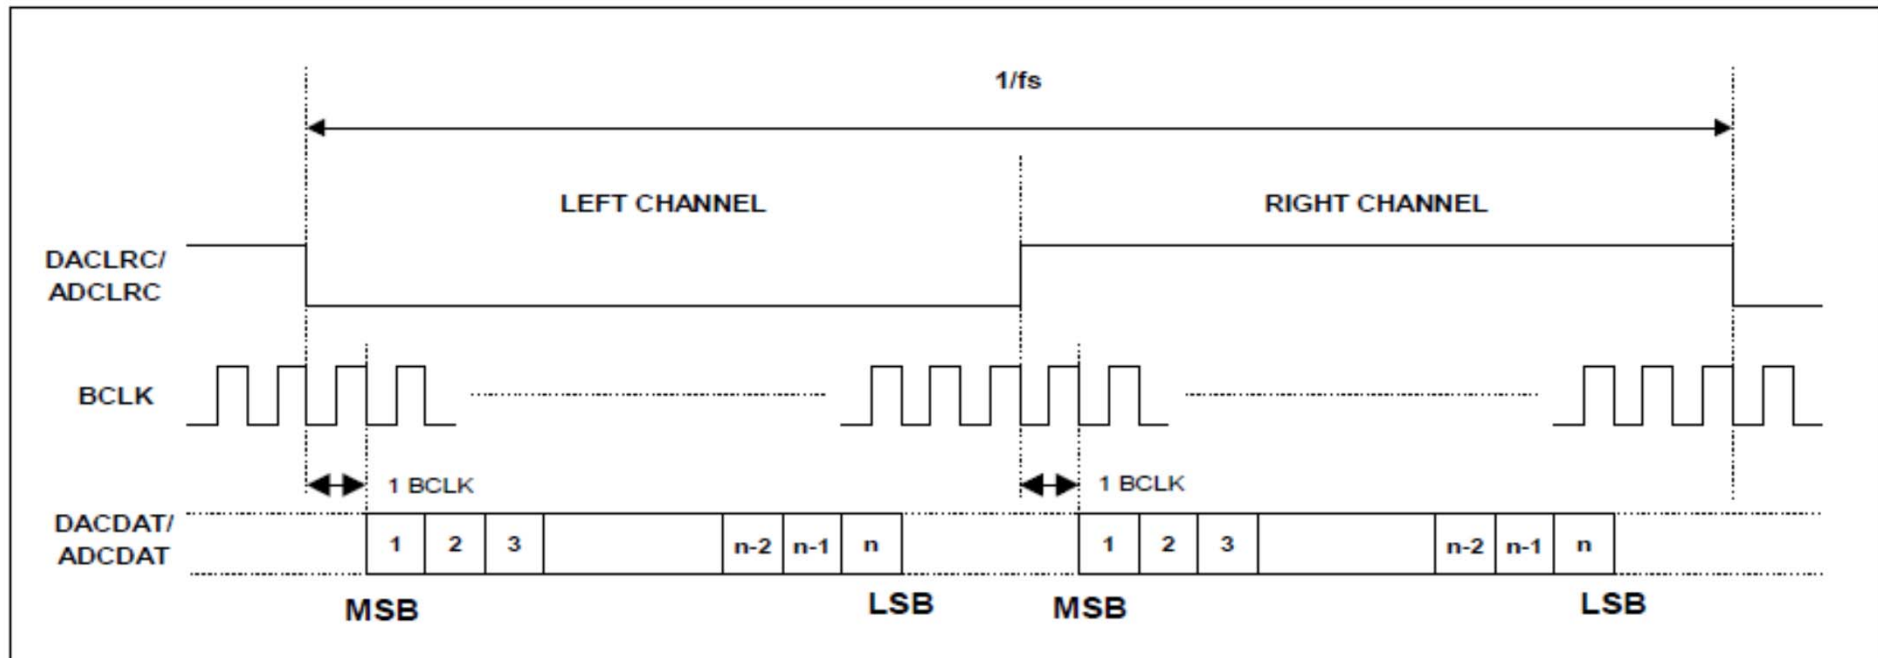 1/fs
LEFT CHANNEL
RIGHT CHANNEL
DACLRC/
ADCLRC
BCLK
1 BCLK
1 BCLK
DACDAT/
ADCDAT
1 2 3 n-2 n-1 n
1 2 3 n-2 n-1 n
MSB
LSB
MSB
LSB